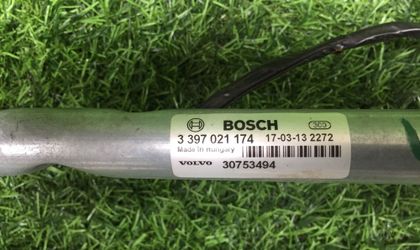 BOSCH
3 397 021 174 17-03-13 2272
Made in Hungary
VOLVO 30753494